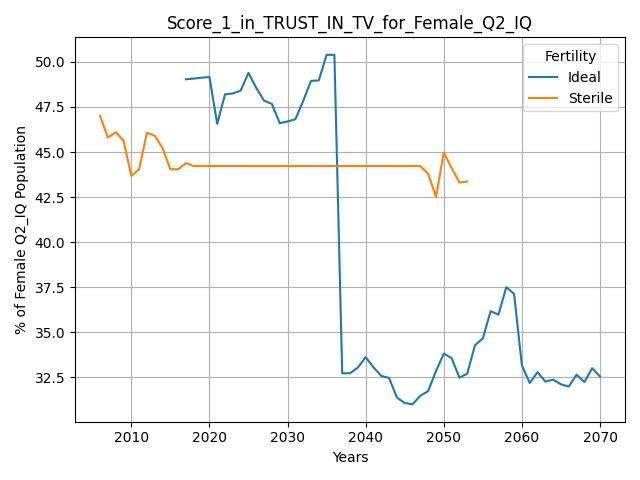 Score_1_in_TRUST_IN_TV_for_Female_Q2_IQ
% of Female Q2_IQ Population
50.0
47.5
45.0
42.5
40.0
37.5
35.0
32.5
Fertility
Ideal
Sterile
2010 2020 2030 2040 2050 2060 2070
Years